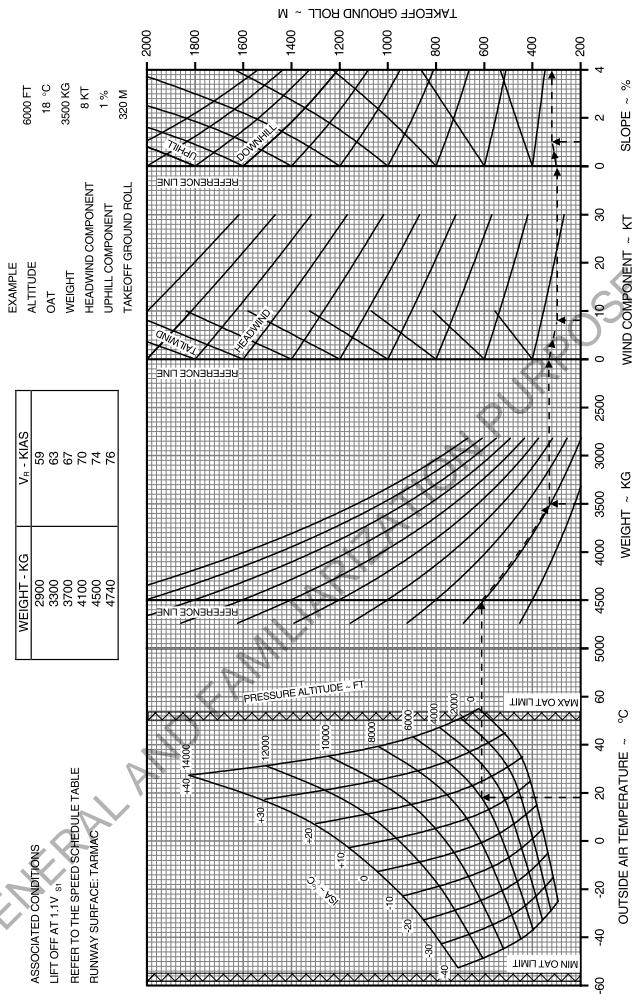 EXAMPLE
ALTITUDE 6000 FT
OAT 18 °C
WEIGHT 3500 KG
HEADWIND COMPONENT 8 KT
UPHILL COMPONENT 1 %
TAKEOFF GROUND ROLL 320 M
WEIGHT - KG VR - KIAS
2900 59
3300 63
3700 67
4100 70
4500 74
4740 76
ASSOCIATED CONDITIONS
LIFT OFF AT 1.1V S1
REFER TO THE SPEED SCHEDULE TABLE
RUNWAY SURFACE: TARMAC
GENERAL AND FAMILIARIZATION PURPOSE
TAKEOFF GROUND ROLL ~ M
2000
1800
1600
1400
1200
1000
800
600
400
200
MIN OAT LIMIT
ISA ~ °C
-40
-30
-20
-10
0
+10
+20
+30
+40
14000
12000
10000
8000
6000
4000
2000
0
PRESSURE ALTITUDE ~ FT
MAX OAT LIMIT
REFERENCE LINE
REFERENCE LINE
TAILWIND
HEADWIND
REFERENCE LINE
UPHILL
DOWNHILL
-60 -40 -20 0 20 40 60
5000 4500 4000 3500 3000 2500
0 10 20 30
0 2 4
OUTSIDE AIR TEMPERATURE ~ °C
WEIGHT ~ KG
WIND COMPONENT ~ KT
SLOPE ~ %